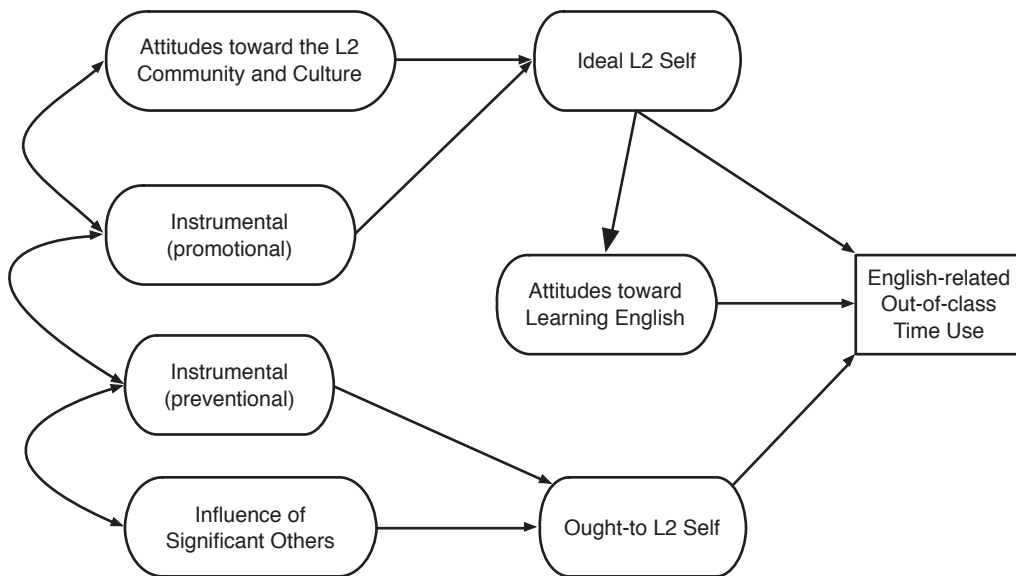 Attitudes toward the L2
Community and Culture
Ideal L2 Self
Instrumental
(promotional)
Attitudes toward
Learning English
English-related
Out-of-class
Time Use
Instrumental
(preventional)
Influence of
Significant Others
Ought-to L2 Self